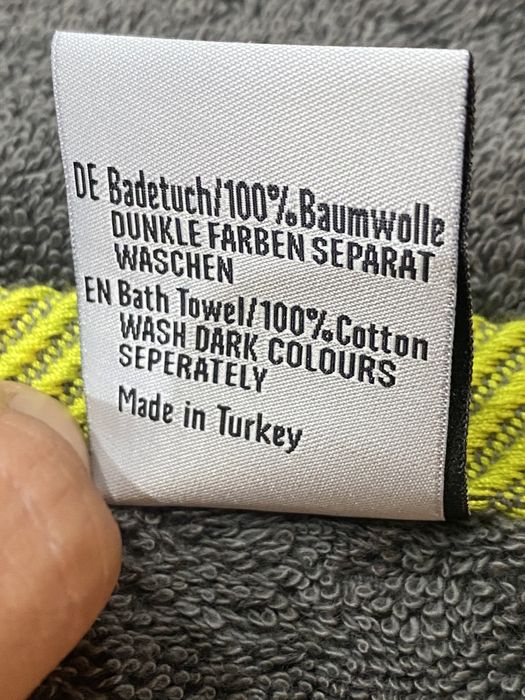 DE Badetuch/100%Baumwolle
DUNKLE FARBEN SEPARAT
WASCHEN
EN Bath Towel/100%Cotton
WASH DARK COLOURS
SEPERATELY
Made in Turkey